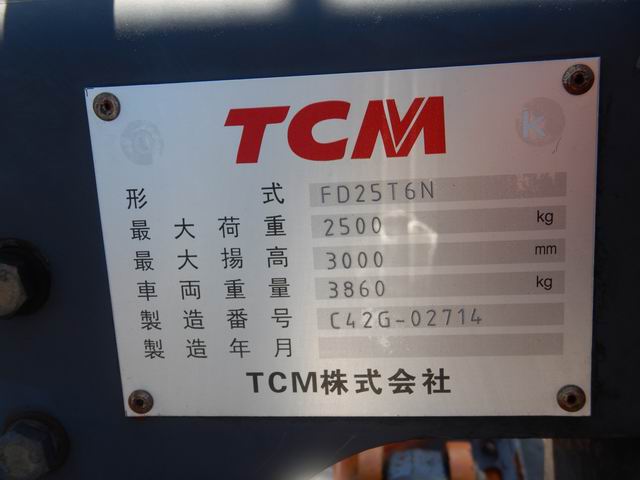 TCM
k
形式 FD25T6N
最大荷重 2500 kg
最大揚高 3000 mm
車両重量 3860 kg
製造番号 C42G-02714
製造年月
TCM株式会社